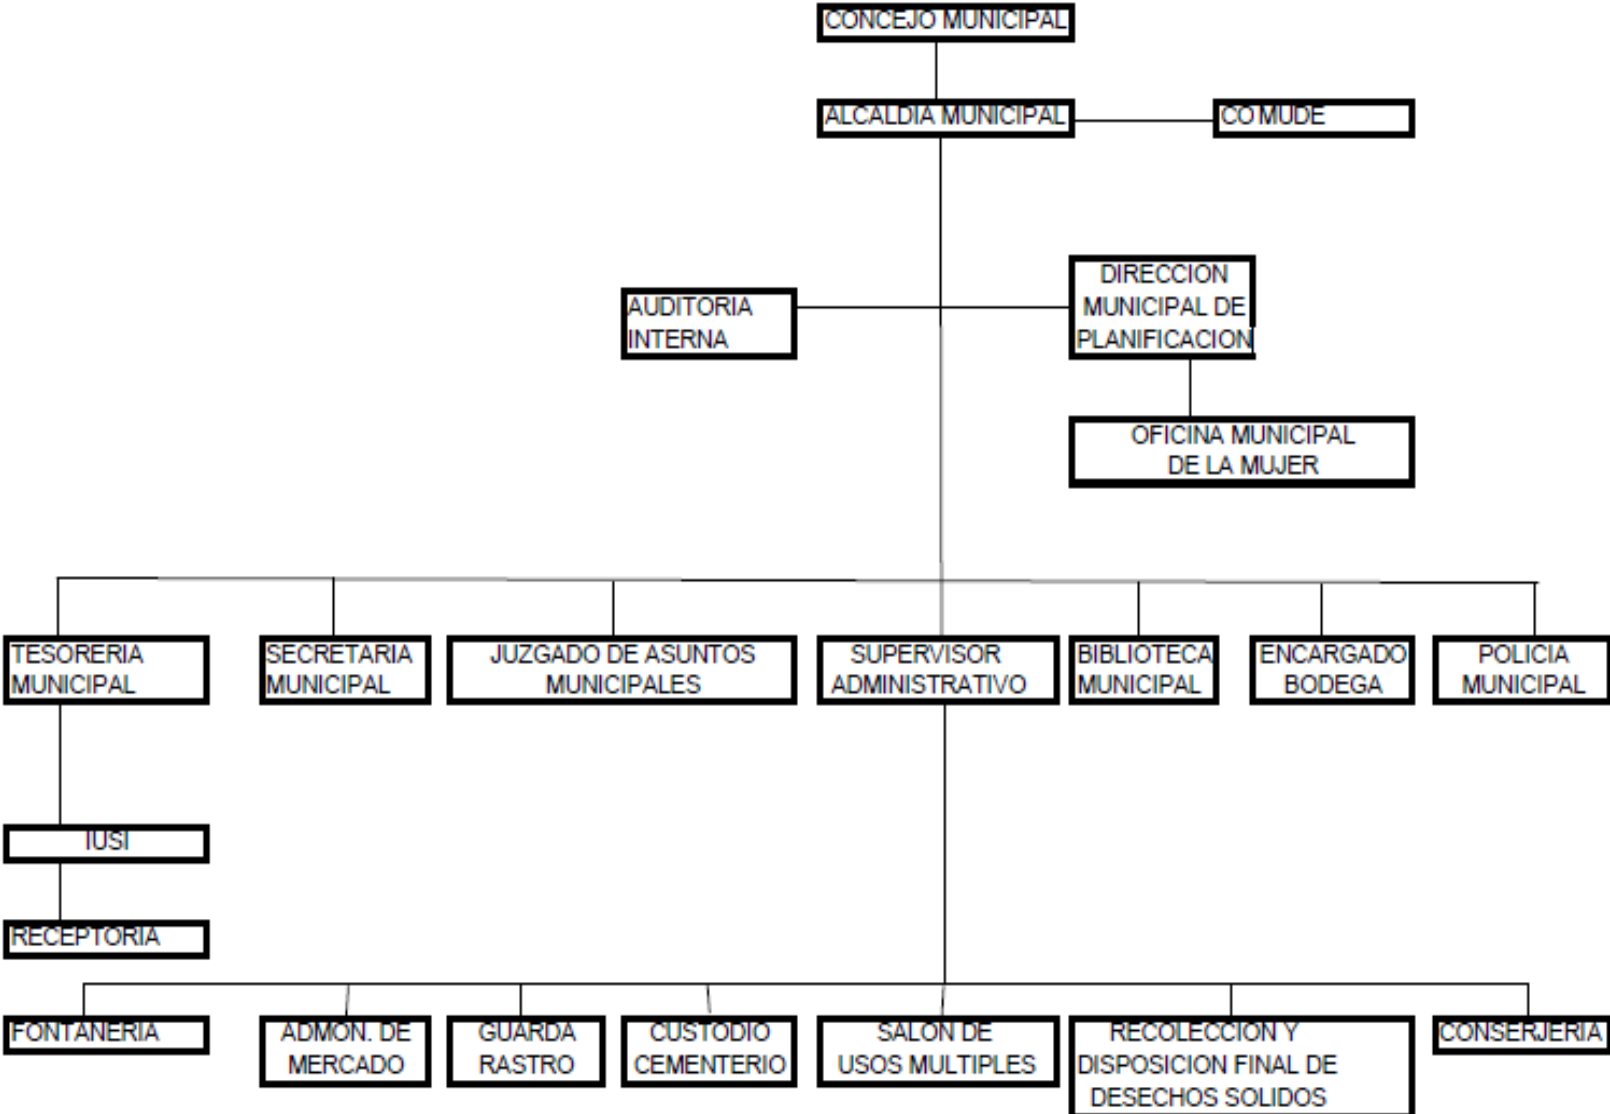 CONCEJO MUNICIPAL
ALCALDIA MUNICIPAL
COMUDE
AUDITORIA
INTERNA
DIRECCION
MUNICIPAL DE
PLANIFICACION
OFICINA MUNICIPAL
DE LA MUJER
TESORERIA
MUNICIPAL
SECRETARIA
MUNICIPAL
JUZGADO DE ASUNTOS
MUNICIPALES
SUPERVISOR
ADMINISTRATIVO
BIBLIOTECA
MUNICIPAL
ENCARGADO
BODEGA
POLICIA
MUNICIPAL
IUSI
RECEPTORIA
FONTANERIA
ADMON. DE
MERCADO
GUARDA
RASTRO
CUSTODIO
CEMENTERIO
SALON DE
USOS MULTIPLES
RECOLECCION Y
DISPOSICION FINAL DE
DESECHOS SOLIDOS
CONSERJERIA